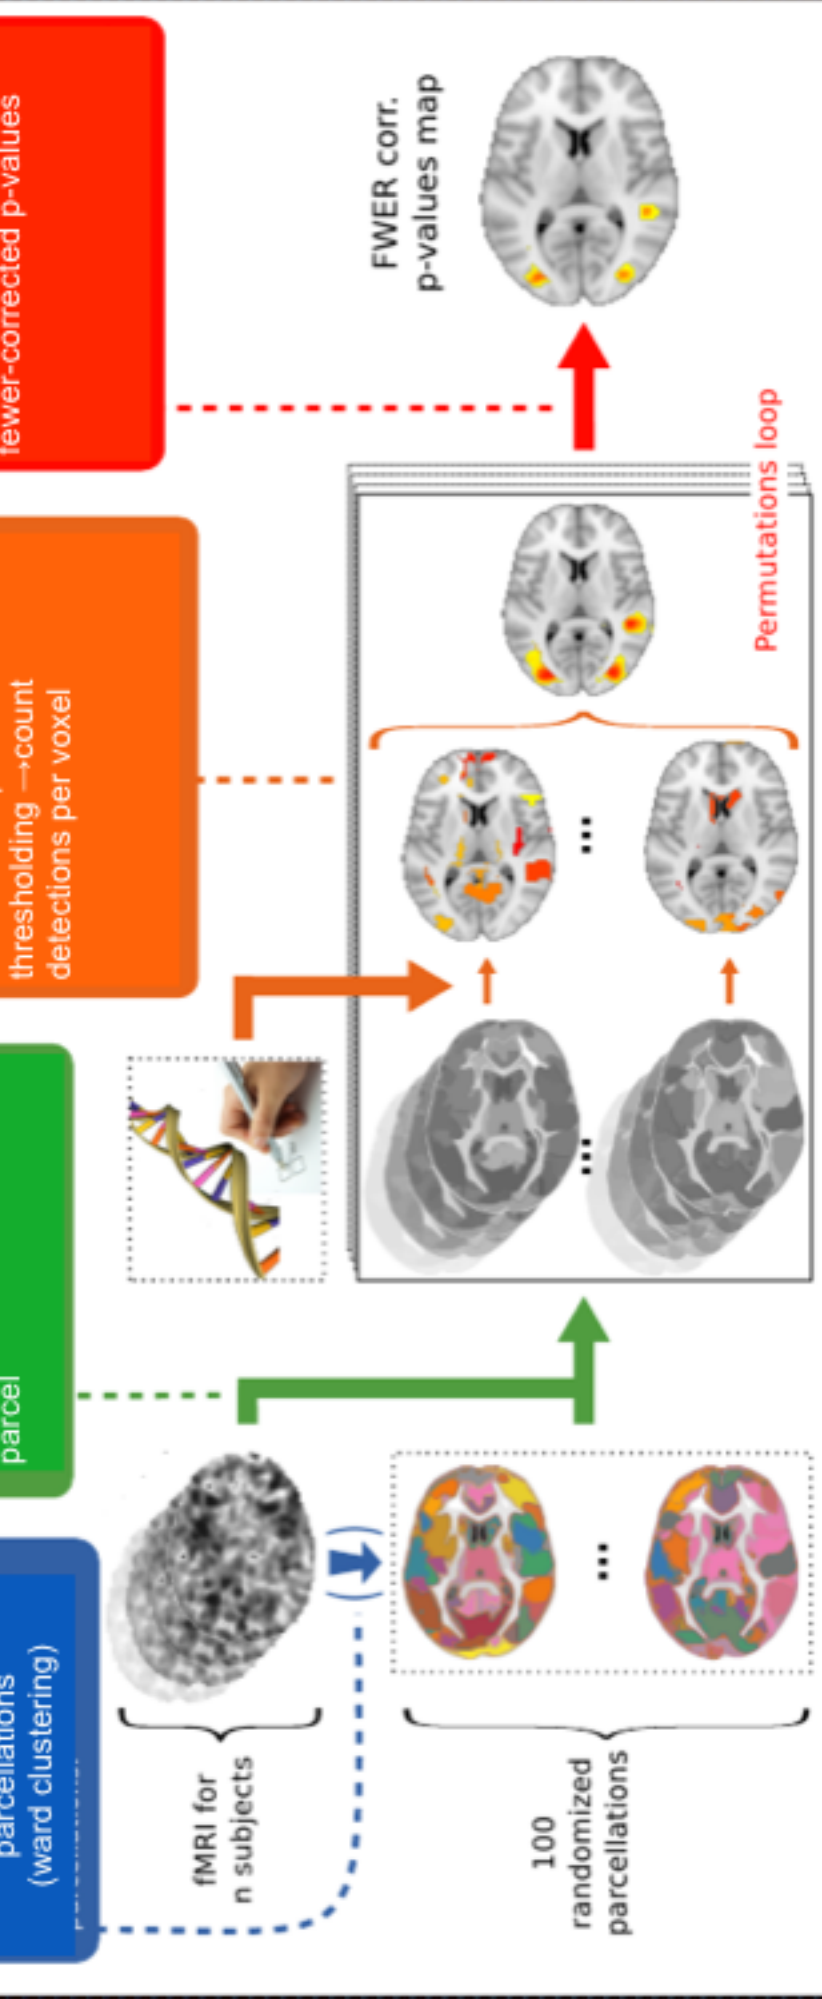 parcellations
(ward clustering)
parcel
thresholding →count
detections per voxel
fewer-corrected p-values
fMRI for
n subjects
100
randomized
parcellations
...
...
...
Permutations loop
FWER corr.
p-values map